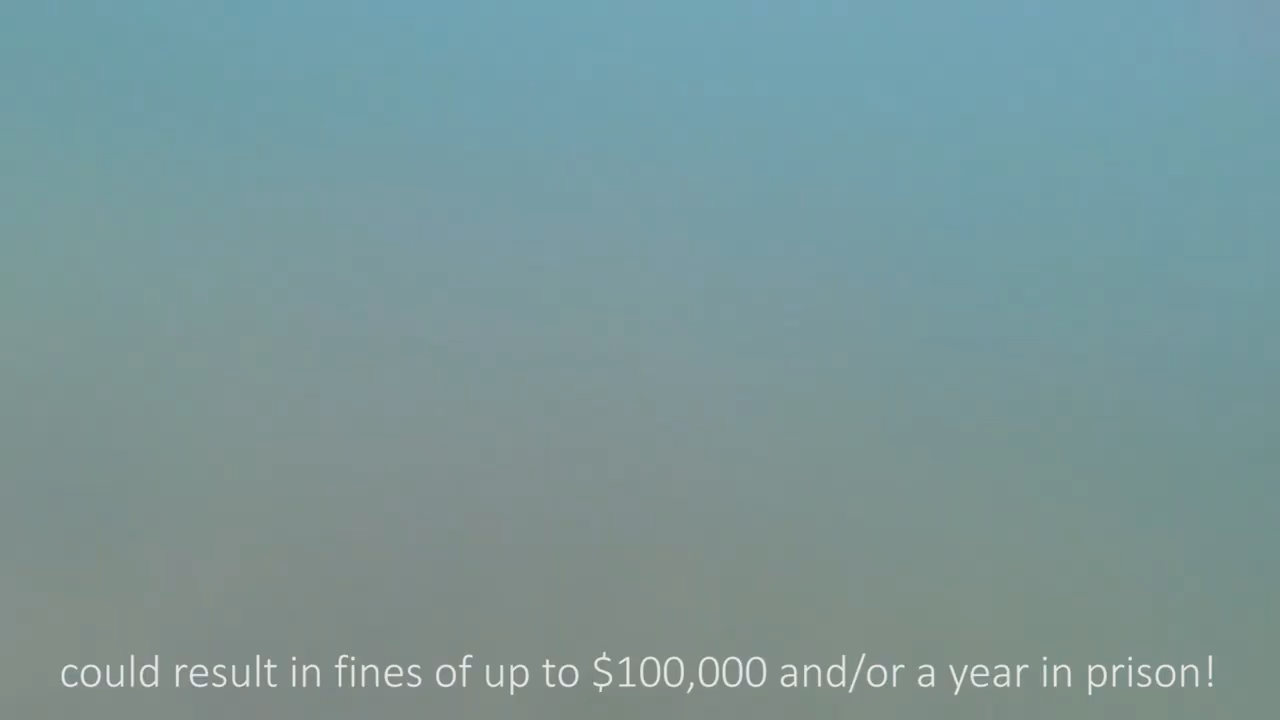 could result in fines of up to $100,000 and/or a year in prison!